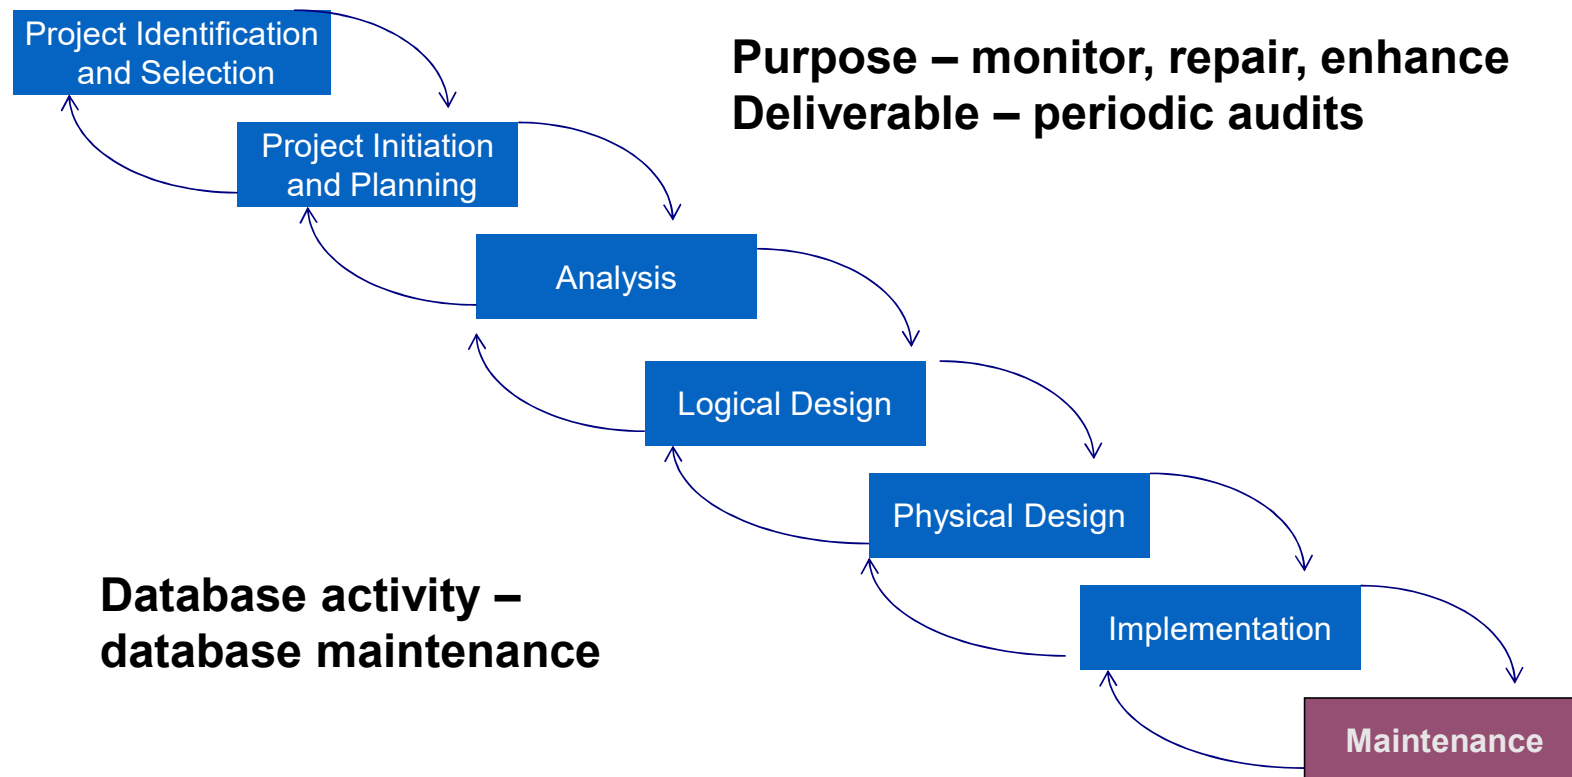 Project Identification
and Selection
Purpose – monitor, repair, enhance
Deliverable – periodic audits
Project Initiation
and Planning
Analysis
Logical Design
Physical Design
Database activity –
database maintenance
Implementation
Maintenance